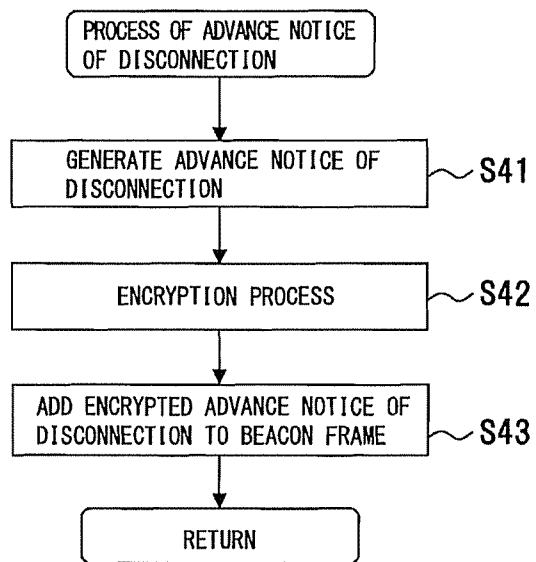 PROCESS OF ADVANCE NOTICE
OF DISCONNECTION
GENERATE ADVANCE NOTICE OF
DISCONNECTION
S41
ENCRYPTION PROCESS
S42
ADD ENCRYPTED ADVANCE NOTICE OF
DISCONNECTION TO BEACON FRAME
S43
RETURN